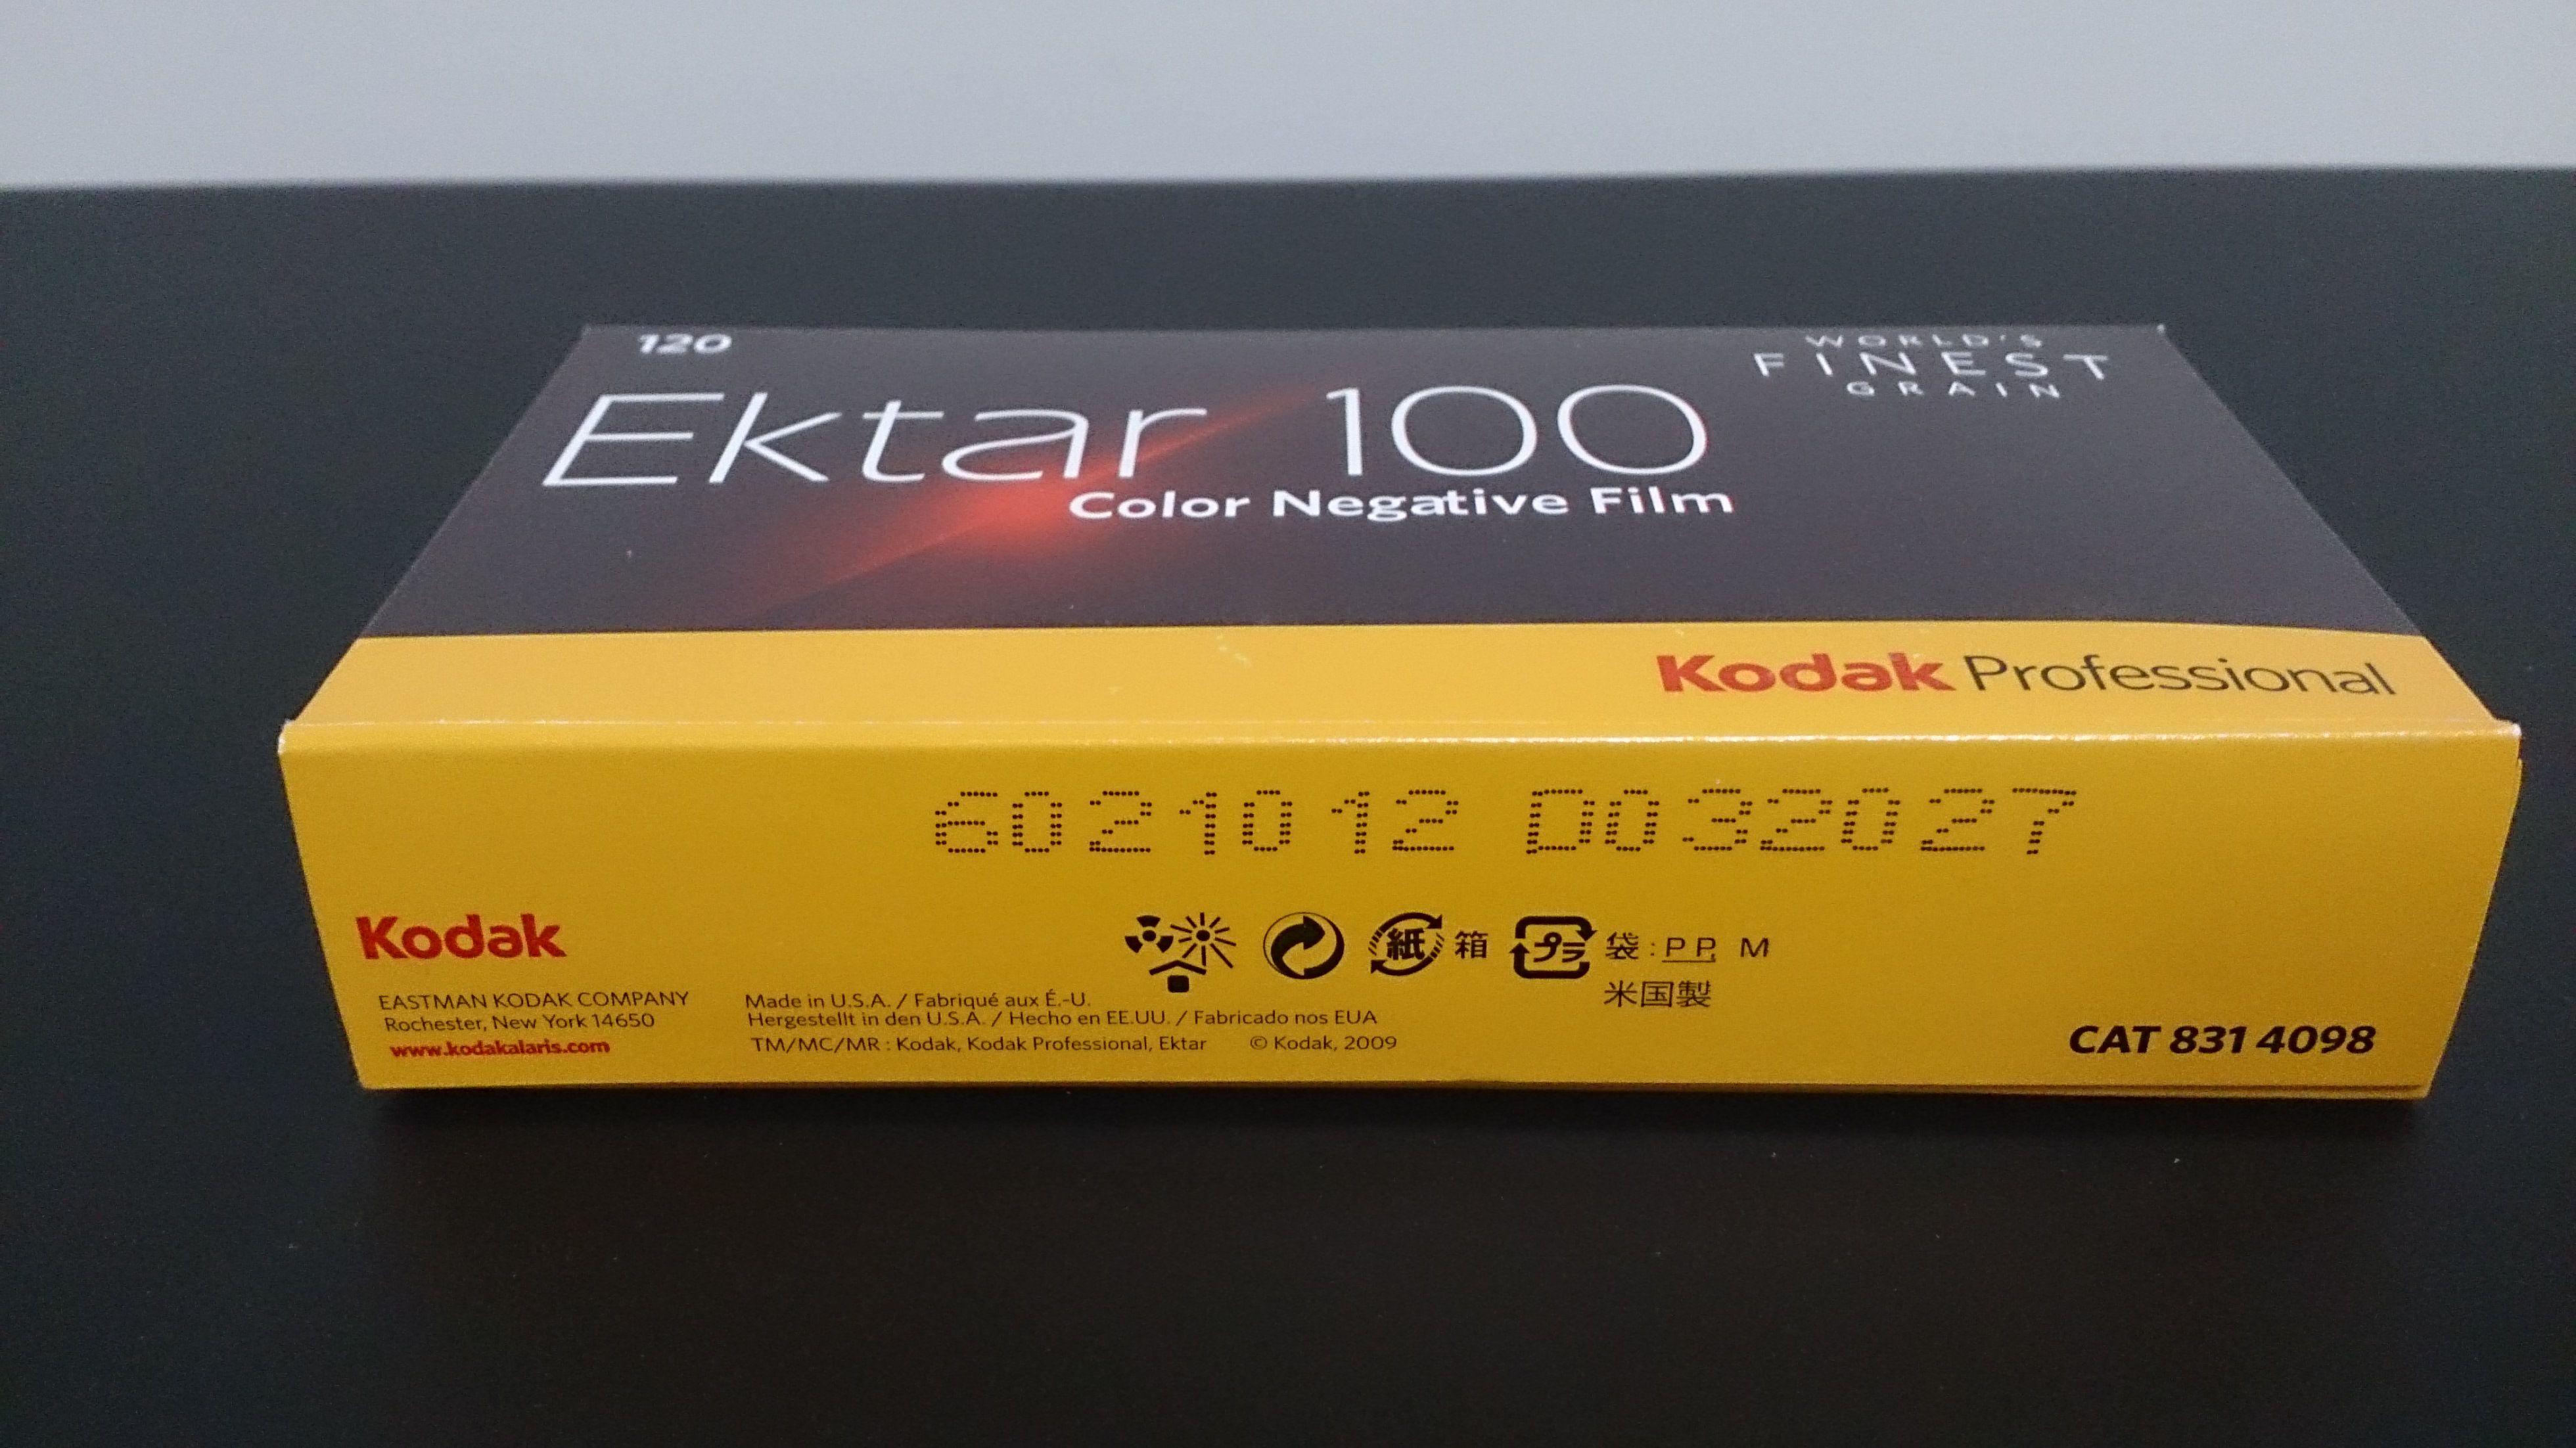 120
WORLD'S
FINEST
GRAIN
Ektar 100
Color Negative Film
Kodak Professional
6021012 D032027
Kodak
紙 箱 プラ 袋 : PP, M
米国製
EASTMAN KODAK COMPANY
Rochester, New York 14650
www.kodakalaris.com
Made in U.S.A. / Fabriqué aux É.-U.
Hergestellt in den U.S.A. / Hecho en EE.UU. / Fabricado nos EUA
TM/MC/MR : Kodak, Kodak Professional, Ektar © Kodak, 2009
CAT 831 4098